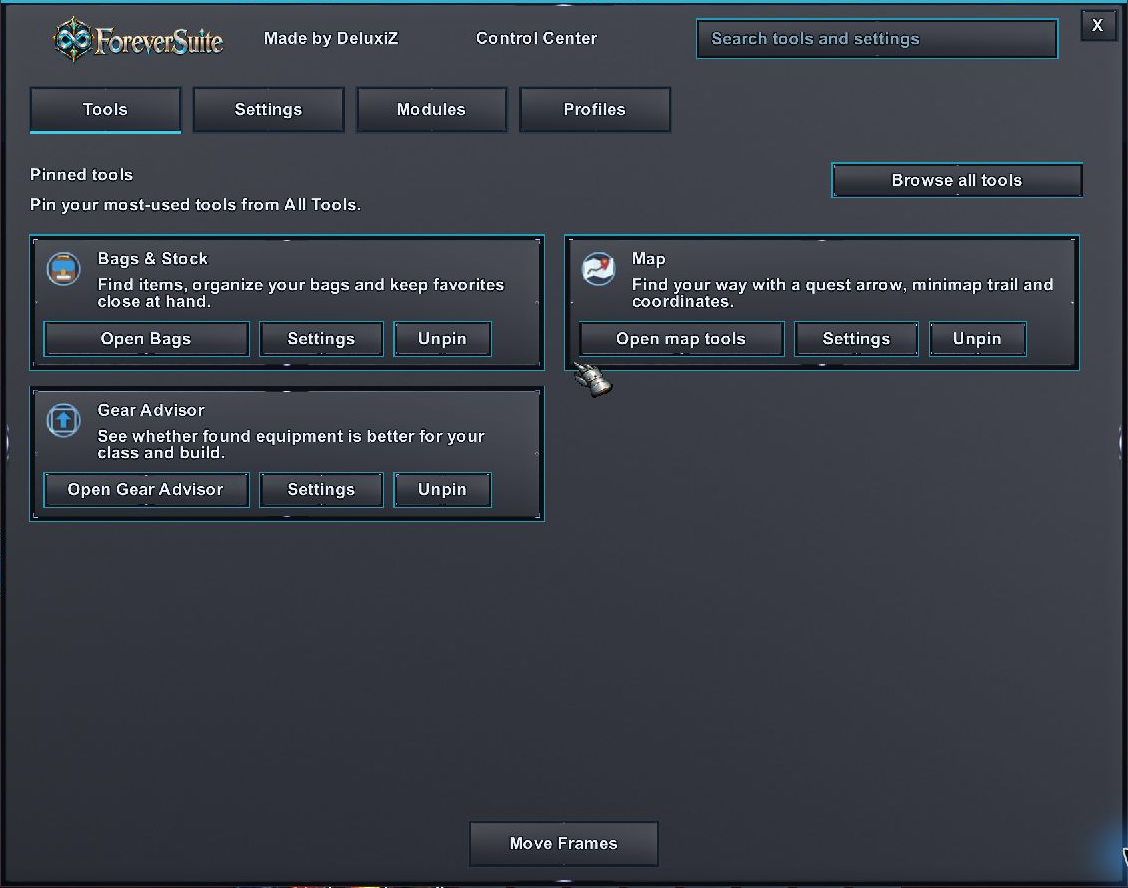 ForeverSuite
Made by DeluxiZ
Control Center
Search tools and settings
X
Tools
Settings
Modules
Profiles
Pinned tools
Browse all tools
Pin your most-used tools from All Tools.
Bags & Stock
Find items, organize your bags and keep favorites
close at hand.
Open Bags
Settings
Unpin
Map
Find your way with a quest arrow, minimap trail and
coordinates.
Open map tools
Settings
Unpin
Gear Advisor
See whether found equipment is better for your
class and build.
Open Gear Advisor
Settings
Unpin
Move Frames